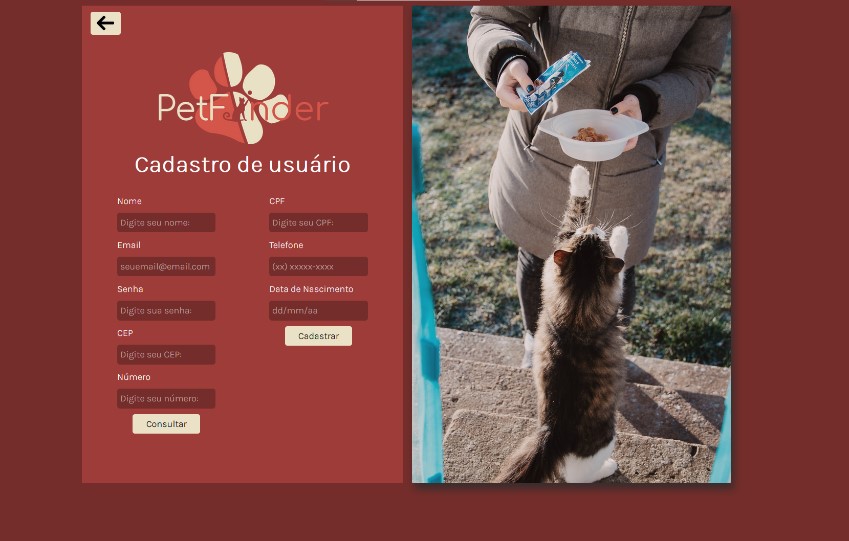 PetFinder
Cadastro de usuário
Nome
Digite seu nome:
Email
seuemail@email.com
Senha
Digite sua senha:
CEP
Digite seu CEP:
Número
Digite seu número:
Consultar
CPF
Digite seu CPF:
Telefone
(xx) xxxxx-xxxx
Data de Nascimento
dd/mm/aa
Cadastrar